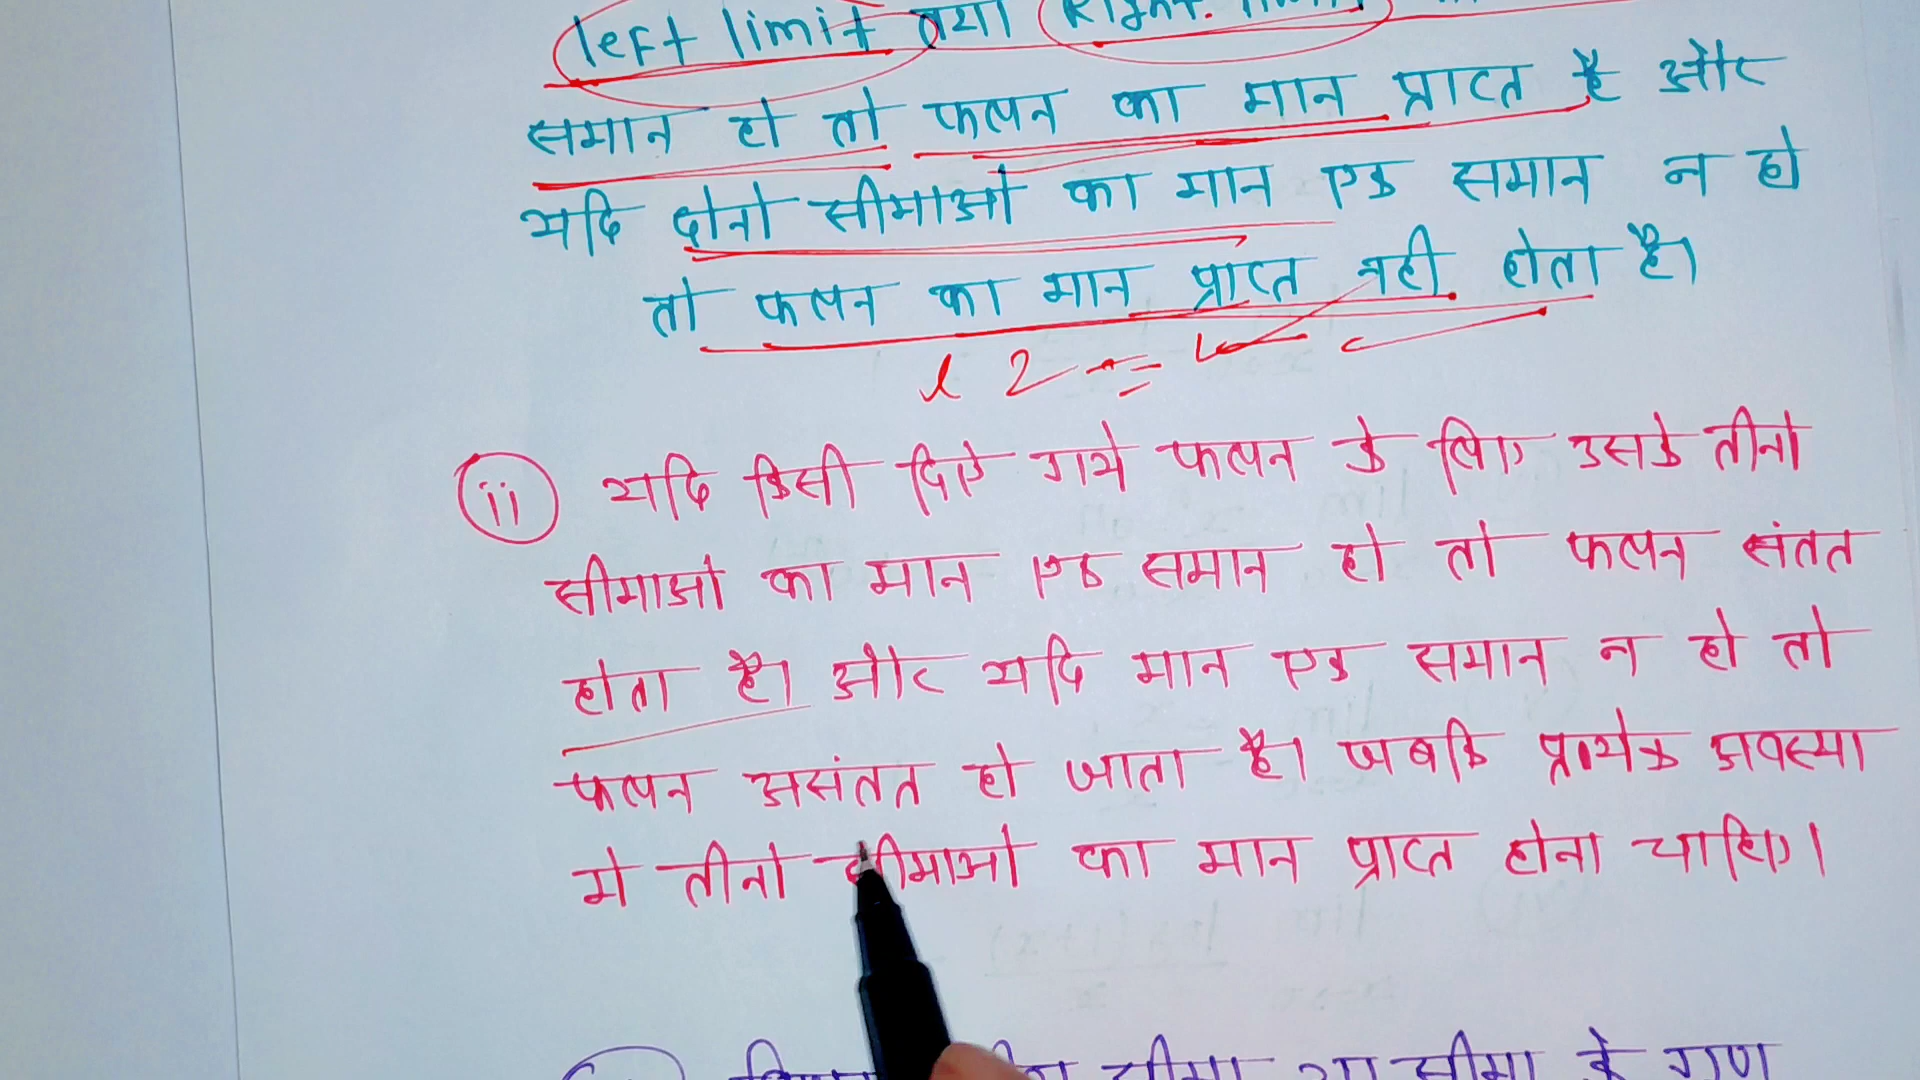 left limit तथा Right. limit
समान हो तो फलन का मान प्राप्त है और
यदि दोनो सीमाओ का मान एक समान न हो
तो फलन का मान प्राप्त नही होता है।
(ii) यदि किसी दिऐ गये फलन के लिए उसके तीनो
सीमाओ का मान एक समान हो तो फलन संतत
होता है। और यदि मान एक समान न हो तो
फलन असंतत हो जाता है। जबकि प्रत्येक अवस्था
मे तीनो सीमाओ का मान प्राप्त होना चाहिए।
सीमा के गुण